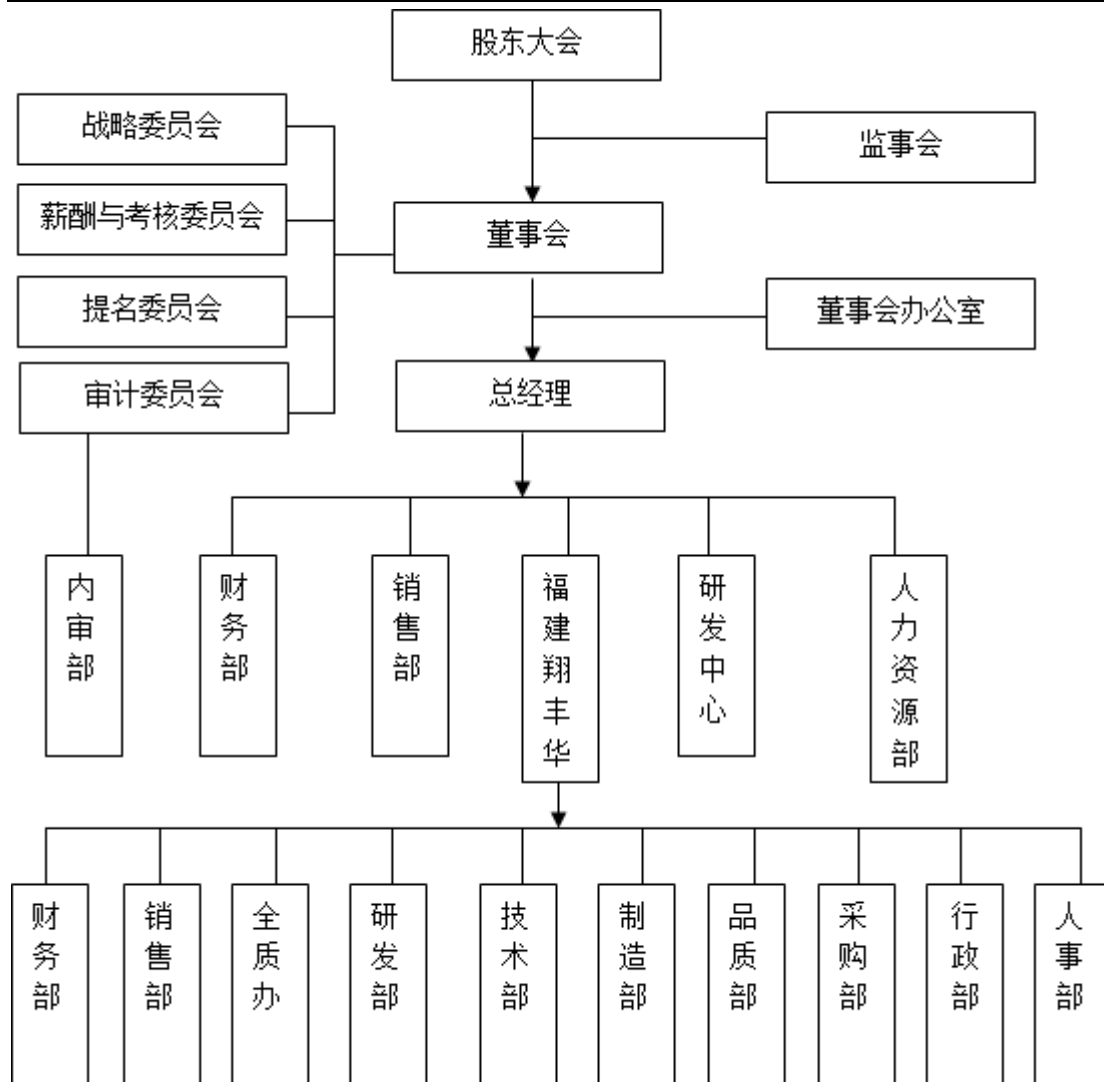 股东大会
战略委员会
监事会
薪酬与考核委员会
董事会
提名委员会
董事会办公室
审计委员会
总经理
内审部
财务部
销售部
福建翔丰华
研发中心
人力资源部
财务部
销售部
全质办
研发部
技术部
制造部
品质部
采购部
行政部
人事部